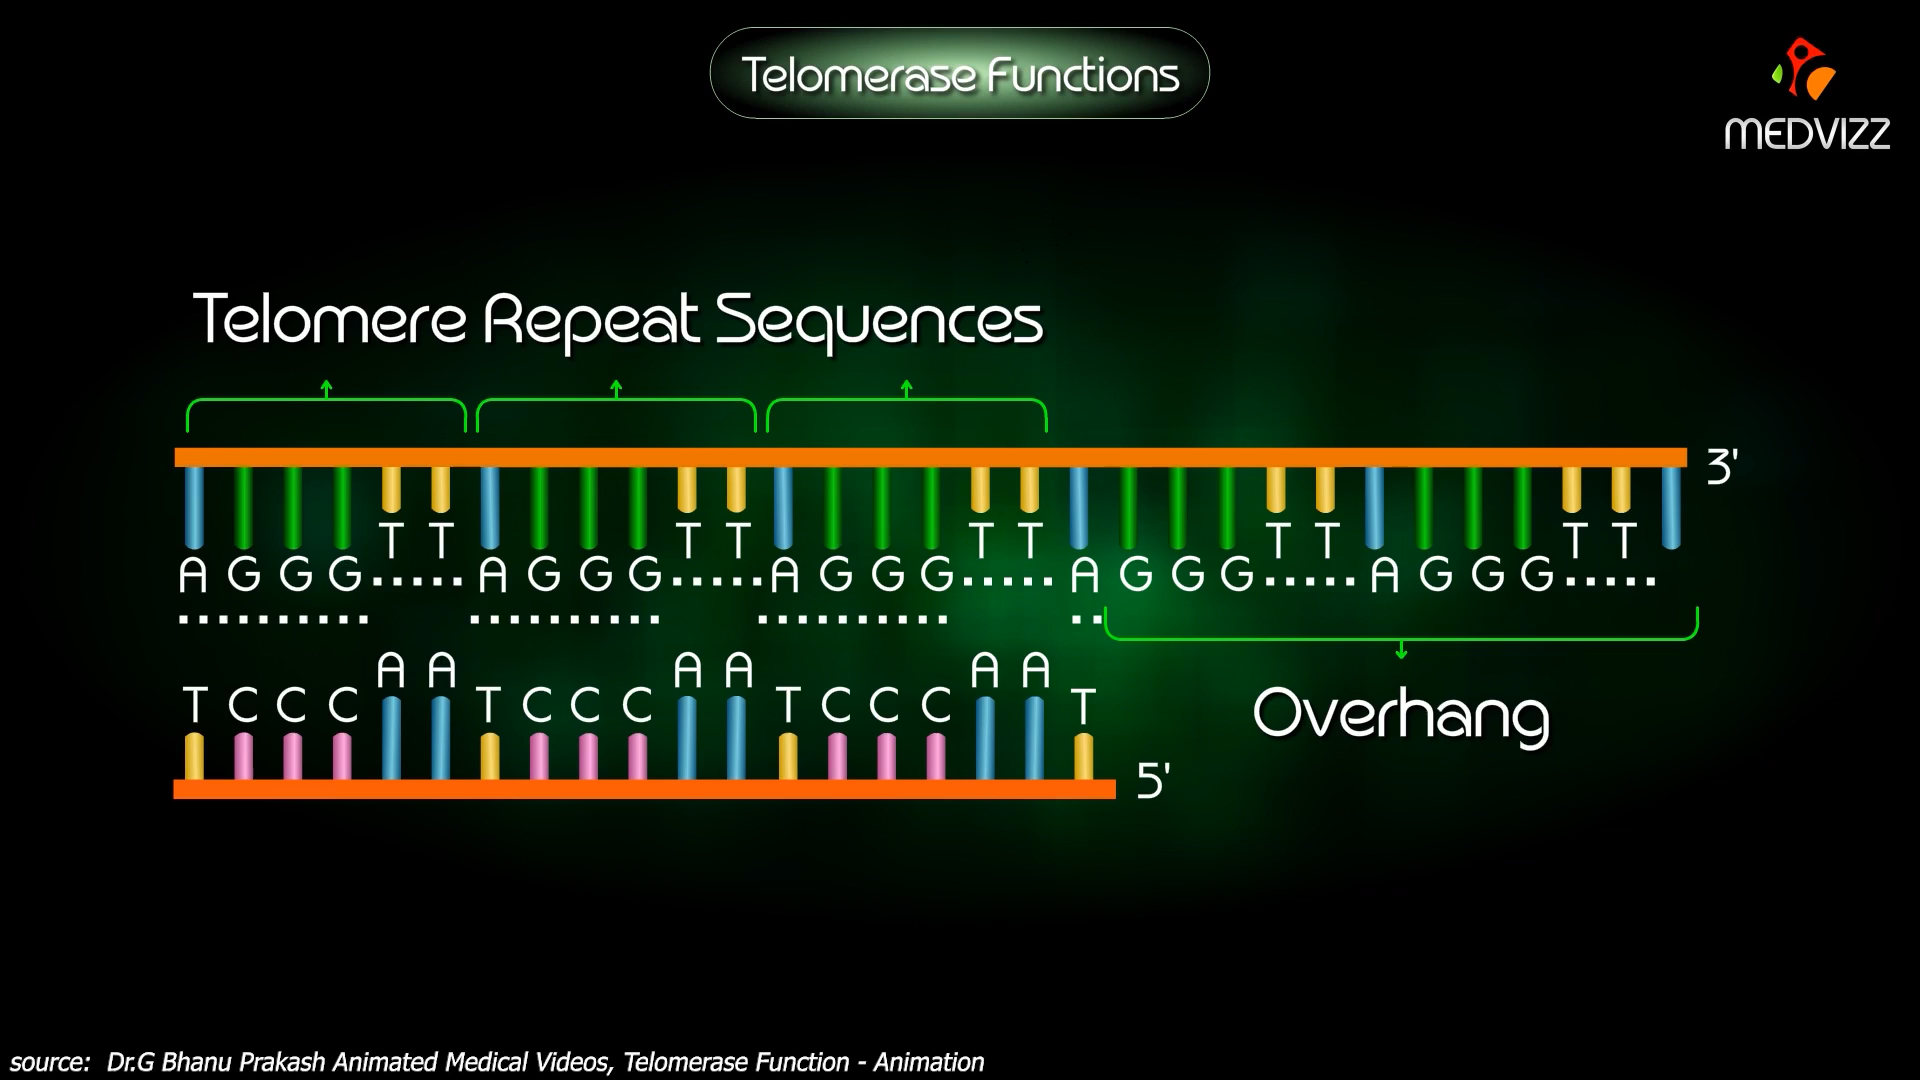 Telomerase Functions
MEDVIZZ
Telomere Repeat Sequences
3'
T T T T T T T T T T
A G G G ..... A G G G ..... A G G G ..... A G G G ..... A G G G .....
A A A A A A
T C C C T C C C T C C C T
Overhang
5'
source: Dr.G Bhanu Prakash Animated Medical Videos, Telomerase Function - Animation